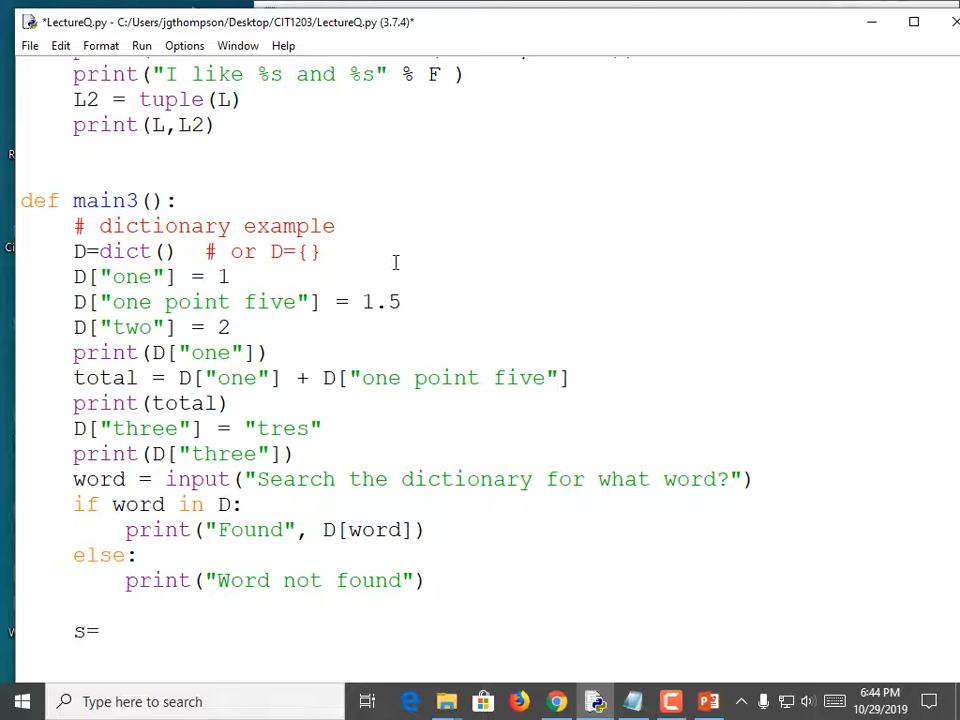 *LectureQ.py - C:/Users/jgthompson/Desktop/CIT1203/LectureQ.py (3.7.4)*
File Edit Format Run Options Window Help
print("I like %s and %s" % F )
L2 = tuple(L)
print(L,L2)
def main3():
# dictionary example
D=dict()  # or D={}
D["one"] = 1
D["one point five"] = 1.5
D["two"] = 2
print(D["one"])
total = D["one"] + D["one point five"]
print(total)
D["three"] = "tres"
print(D["three"])
word = input("Search the dictionary for what word?")
if word in D:
print("Found", D[word])
else:
print("Word not found")
s=
Type here to search
6:44 PM
10/29/2019